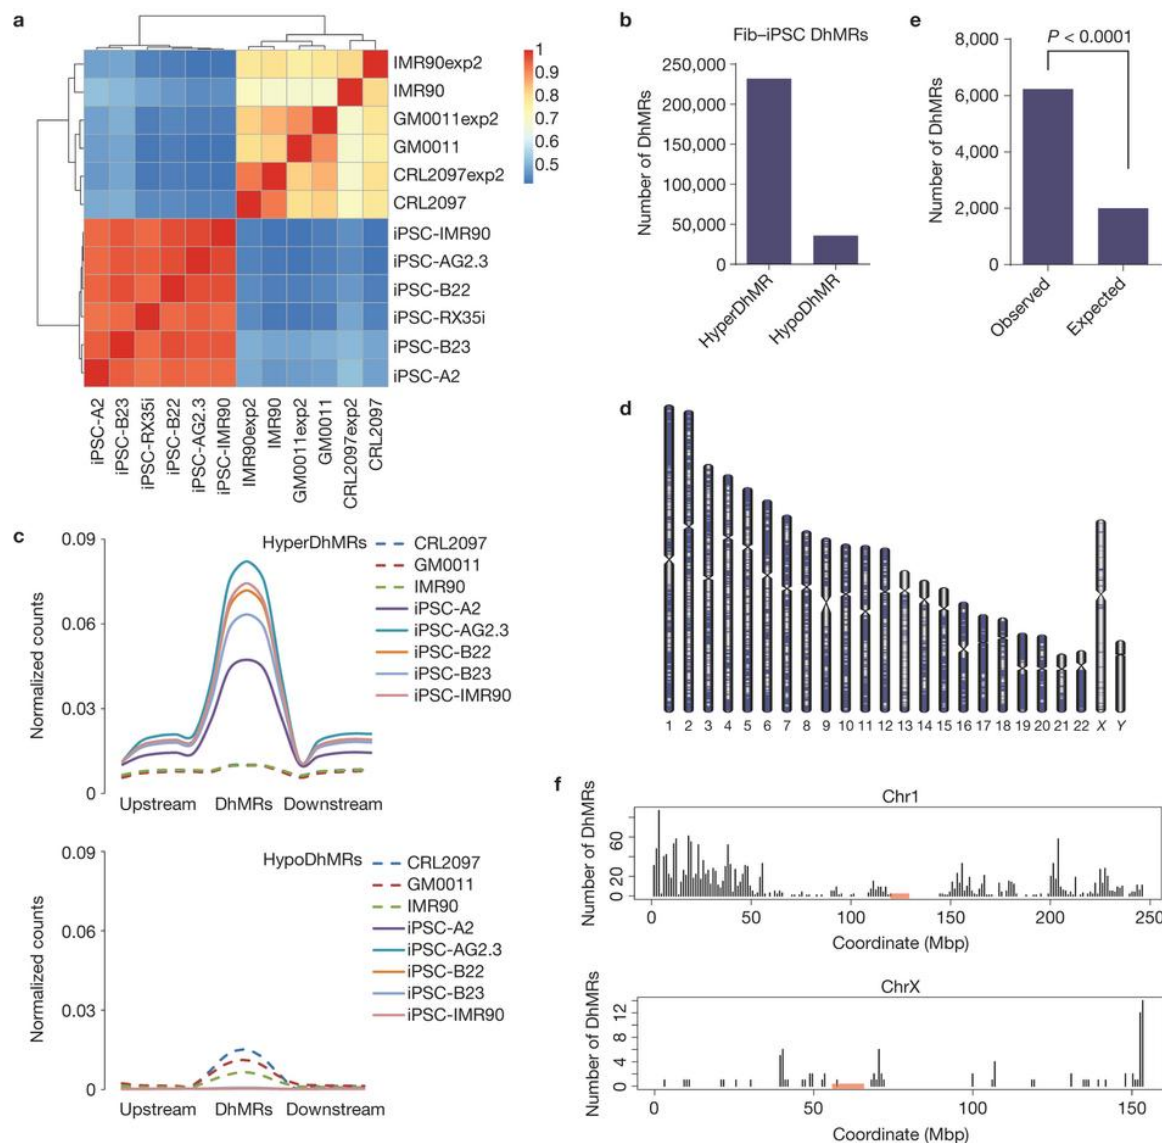 a
1
0.9
0.8
0.7
0.6
0.5
IMR90exp2
IMR90
GM0011exp2
GM0011
CRL2097exp2
CRL2097
iPSC-IMR90
iPSC-AG2.3
iPSC-B22
iPSC-RX35i
iPSC-B23
iPSC-A2
iPSC-A2
iPSC-B23
iPSC-RX35i
iPSC-B22
iPSC-AG2.3
iPSC-IMR90
IMR90exp2
IMR90
GM0011exp2
GM0011
CRL2097exp2
CRL2097
b
Fib–iPSC DhMRs
Number of DhMRs
250,000
200,000
150,000
100,000
50,000
0
HyperDhMR
HypoDhMR
e
P < 0.0001
Number of DhMRs
8,000
6,000
4,000
2,000
0
Observed
Expected
c
HyperDhMRs
Normalized counts
0.09
0.06
0.03
0
Upstream DhMRs Downstream
CRL2097
GM0011
IMR90
iPSC-A2
iPSC-AG2.3
iPSC-B22
iPSC-B23
iPSC-IMR90
HypoDhMRs
Normalized counts
0.09
0.06
0.03
0
Upstream DhMRs Downstream
CRL2097
GM0011
IMR90
iPSC-A2
iPSC-AG2.3
iPSC-B22
iPSC-B23
iPSC-IMR90
d
1 2 3 4 5 6 7 8 9 10 11 12 13 14 15 16 17 18 19 20 21 22 X Y
f
Chr1
Number of DhMRs
60
20
0
0 50 100 150 200 250
Coordinate (Mbp)
ChrX
Number of DhMRs
12
8
4
0
0 50 100 150
Coordinate (Mbp)